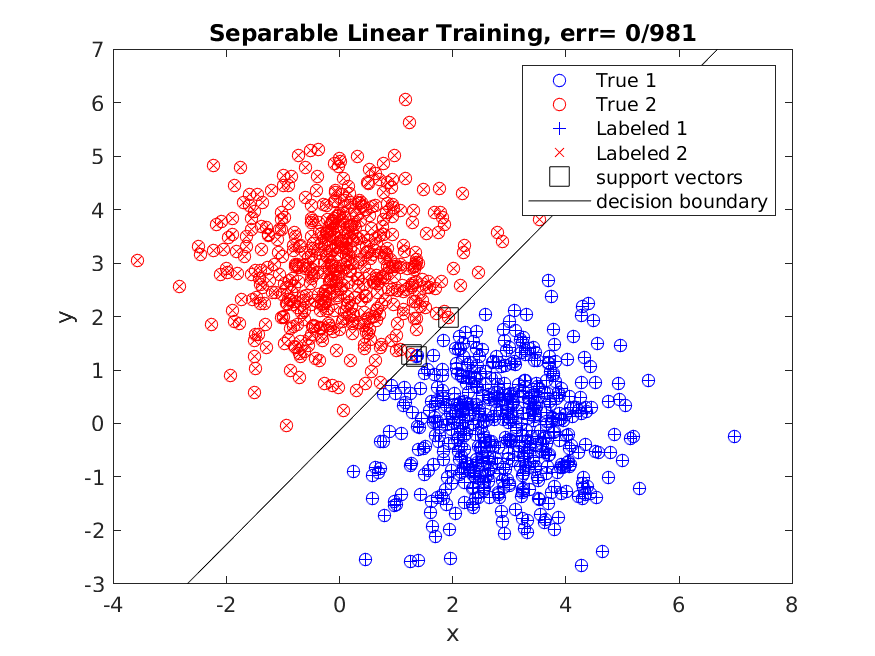 Separable Linear Training, err= 0/981
7
6
5
4
3
2
1
0
-1
-2
-3
y
True 1
True 2
Labeled 1
Labeled 2
support vectors
decision boundary
-4 -2 0 2 4 6 8
x